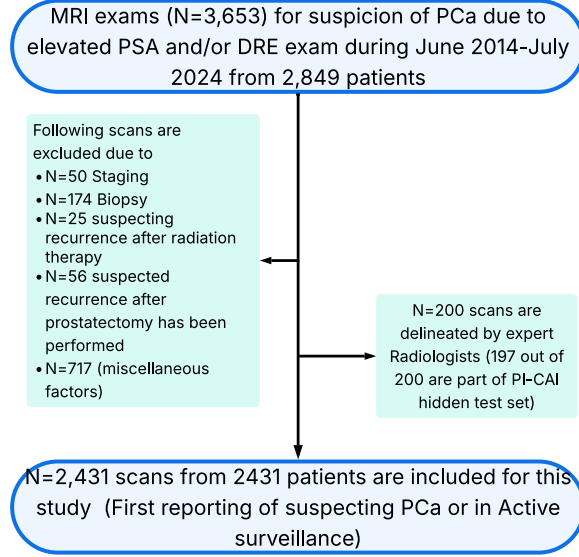 MRI exams (N=3,653) for suspicion of PCa due to
elevated PSA and/or DRE exam during June 2014-July
2024 from 2,849 patients
Following scans are
excluded due to
• N=50 Staging
• N=174 Biopsy
• N=25 suspecting
recurrence after radiation
therapy
• N=56 suspected
recurrence after
prostatectomy has been
performed
• N=717 (miscellaneous
factors)
N=200 scans are
delineated by expert
Radiologists (197 out of
200 are part of PI-CAI
hidden test set)
N=2,431 scans from 2431 patients are included for this
study (First reporting of suspecting PCa or in Active
surveillance)